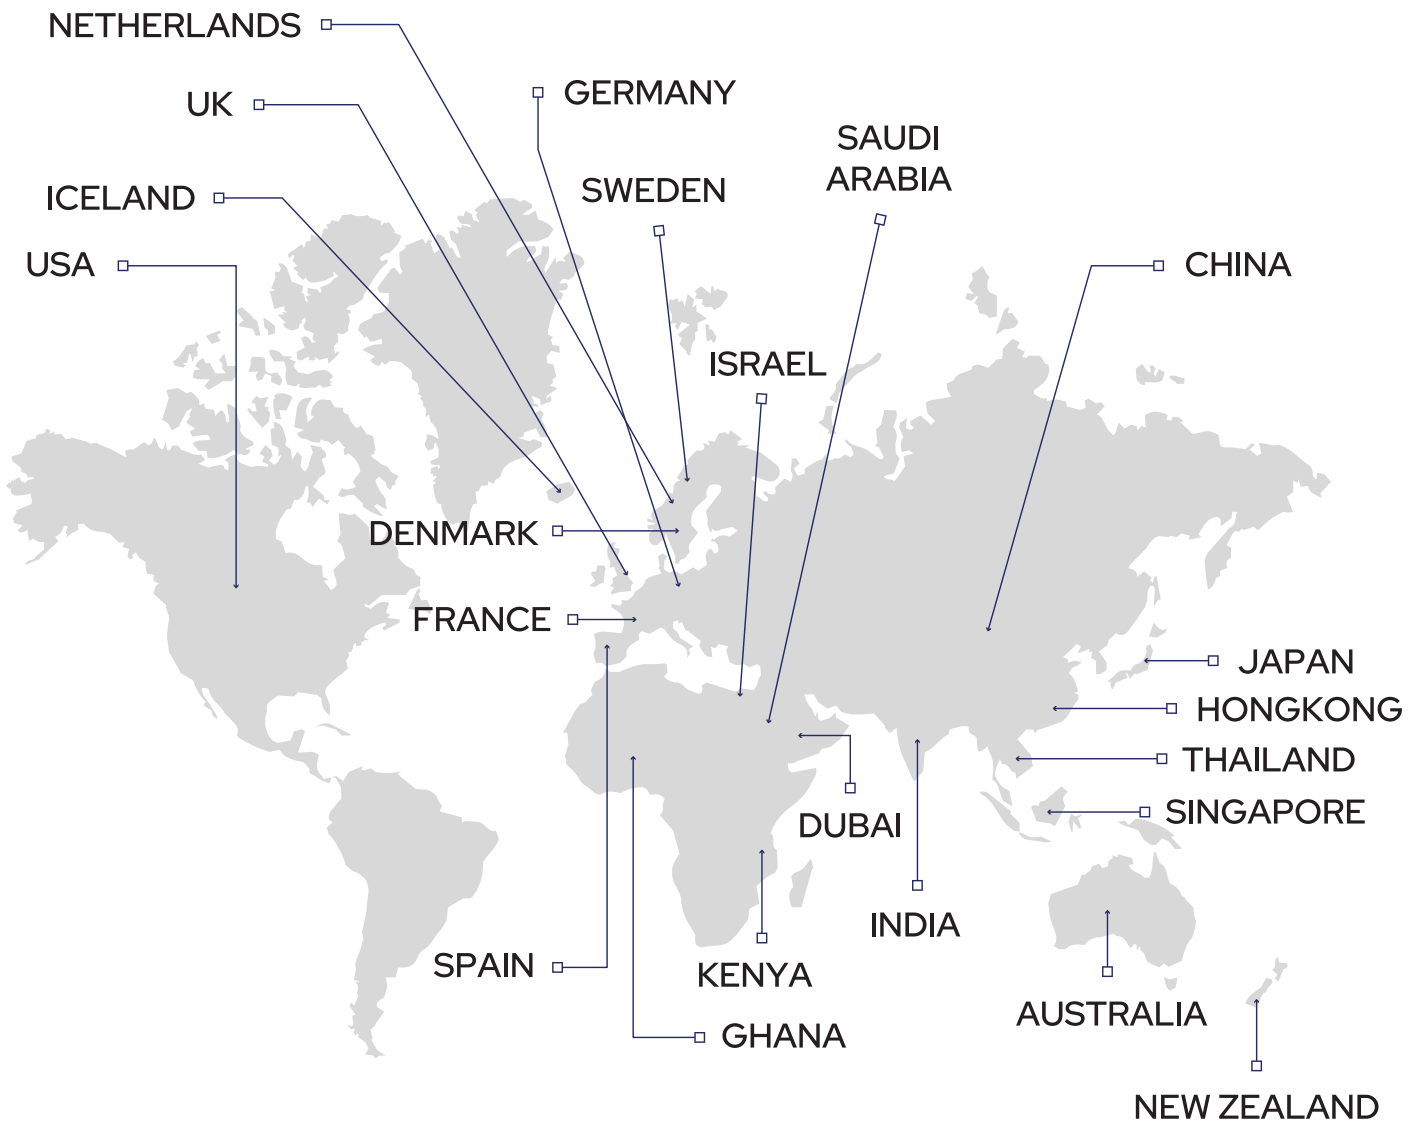 NETHERLANDS
GERMANY
UK
SAUDI
ARABIA
SWEDEN
ICELAND
USA
CHINA
ISRAEL
DENMARK
FRANCE
JAPAN
HONGKONG
THAILAND
SINGAPORE
DUBAI
INDIA
SPAIN
KENYA
AUSTRALIA
GHANA
NEW ZEALAND